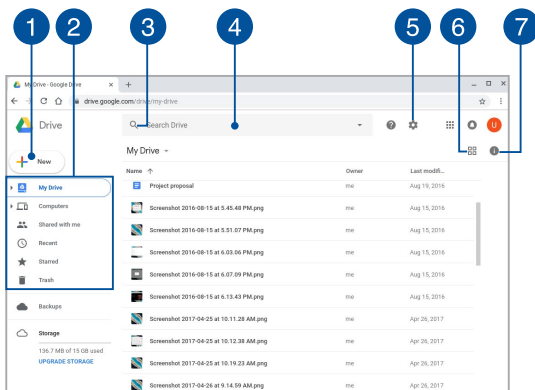 1 2 3 4 5 6 7
My Drive - Google Drive
drive.google.com/drive/my-drive
Drive
Search Drive
U
New
My Drive
My Drive
Computers
Shared with me
Recent
Starred
Trash
Backups
Storage
136.7 MB of 15 GB used
UPGRADE STORAGE
Name Owner Last modifi...
Project proposal me Aug 19, 2016
Screenshot 2016-08-15 at 5.45.48 PM.png me Aug 15, 2016
Screenshot 2016-08-15 at 5.51.07 PM.png me Aug 15, 2016
Screenshot 2016-08-15 at 6.03.06 PM.png me Aug 15, 2016
Screenshot 2016-08-15 at 6.07.09 PM.png me Aug 15, 2016
Screenshot 2016-08-15 at 6.13.43 PM.png me Aug 15, 2016
Screenshot 2017-04-25 at 10.11.28 AM.png me Apr 26, 2017
Screenshot 2017-04-25 at 10.12.38 AM.png me Apr 26, 2017
Screenshot 2017-04-25 at 10.19.23 AM.png me Apr 26, 2017
Screenshot 2017-04-26 at 9.14.59 AM.png me Apr 26, 2017